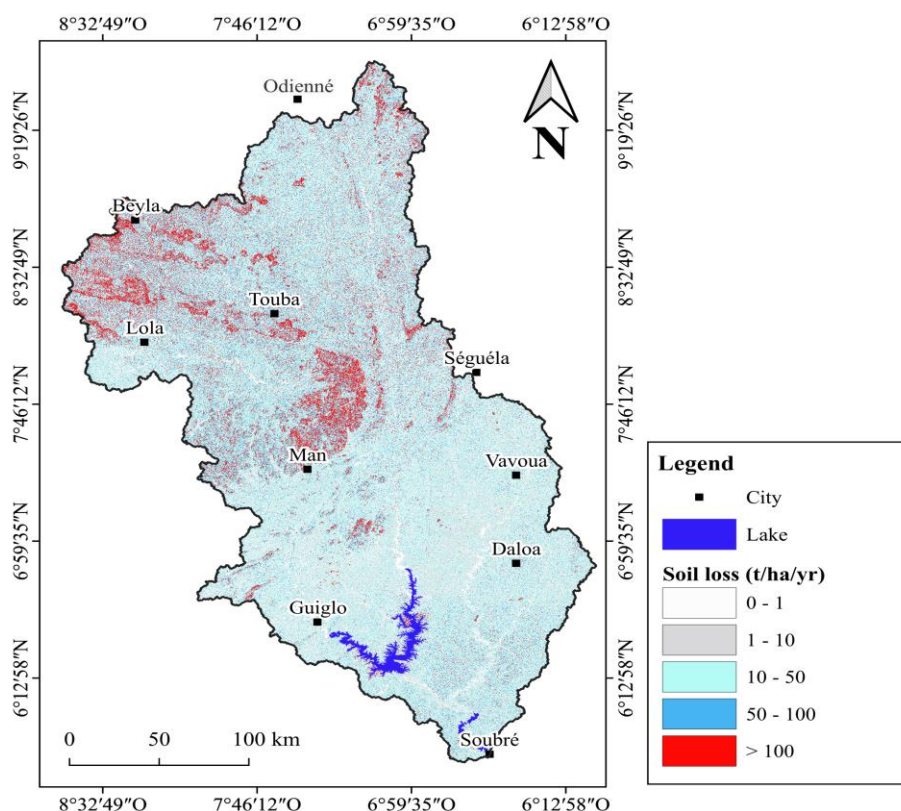 8°32′49″O 7°46′12″O 6°59′35″O 6°12′58″O
Odienné
N
9°19′26″N
9°19′26″N
Beyla
8°32′49″N
8°32′49″N
Touba
Lola
Séguéla
7°46′12″N
7°46′12″N
Man
Vavoua
6°59′35″N
6°59′35″N
Daloa
Guiglo
6°12′58″N
6°12′58″N
Soubré
0 50 100 km
8°32′49″O 7°46′12″O 6°59′35″O 6°12′58″O
Legend
City
Lake
Soil loss (t/ha/yr)
0 - 1
1 - 10
10 - 50
50 - 100
> 100